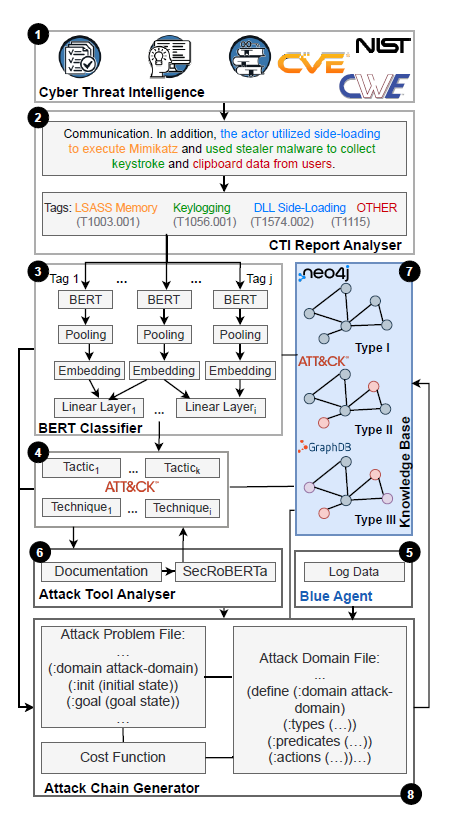 1
NIST
CVE
CWE
Cyber Threat Intelligence
2
Communication. In addition, the actor utilized side-loading
to execute Mimikatz and used stealer malware to collect
keystroke and clipboard data from users.
Tags: LSASS Memory Keylogging DLL Side-Loading OTHER
(T1003.001) (T1056.001) (T1574.002) (T1115)
CTI Report Analyser
3
Tag 1 ... ... Tag j
BERT BERT BERT
Pooling Pooling Pooling
Embedding Embedding Embedding
Linear Layer1 ... Linear Layeri
BERT Classifier
7
neo4j
Type I
ATT&CK™
Type II
GraphDB
Type III
Knowledge Base
4
Tactic1 ... Tactick
ATT&CK™
Technique1 ... Techniquei
6
Documentation SecRoBERTa
Attack Tool Analyser
5
Log Data
Blue Agent
Attack Problem File:
...
(:domain attack-domain)
(:init (initial state))
(:goal (goal state))
...
Cost Function
Attack Domain File:
...
(define (:domain attack-
domain)
(:types (...))
(:predicates (...))
(:actions (...))...)
Attack Chain Generator
8